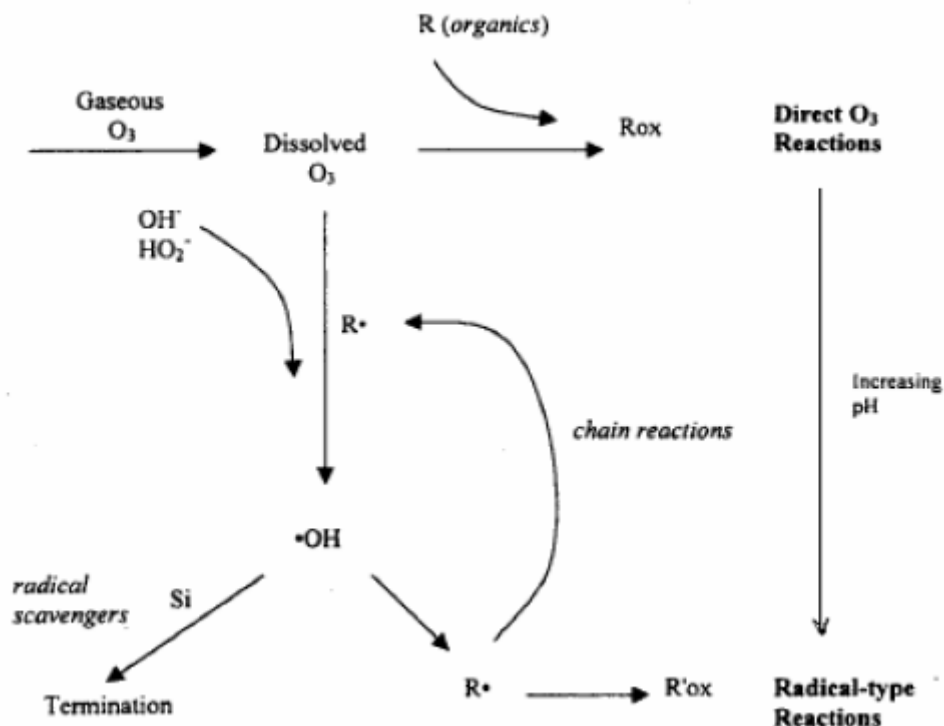 R (organics)
Gaseous
O₃
Dissolved
O₃
Rox
Direct O₃
Reactions
OH⁻
HO₂⁻
R•
Increasing
pH
chain reactions
•OH
radical
scavengers
Si
Termination
R•
R'ox
Radical-type
Reactions